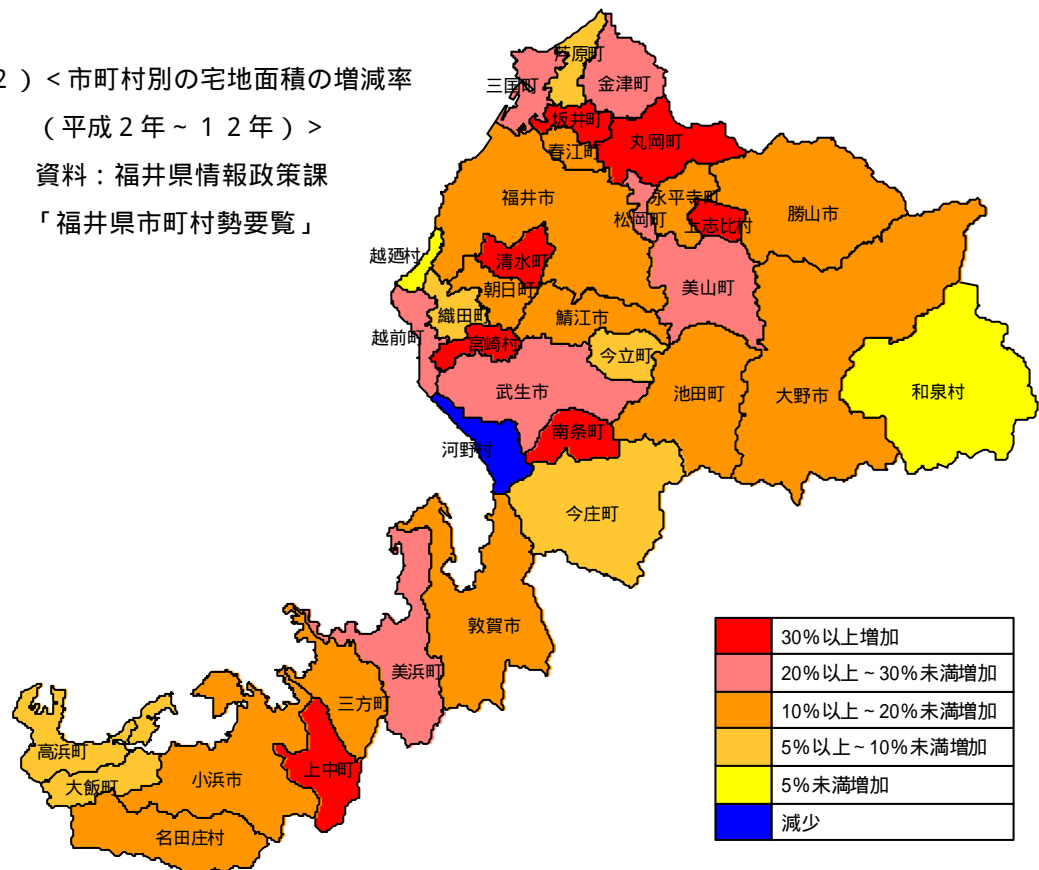 ２）＜市町村別の宅地面積の増減率
（平成２年～１２年）＞
資料：福井県情報政策課
「福井県市町村勢要覧」
芦原町
三国町
金津町
坂井町
丸岡町
春江町
福井市
永平寺町
松岡町
上志比村
勝山市
越廼村
清水町
朝日町
美山町
織田町
鯖江市
越前町
宮崎村
今立町
武生市
池田町
大野市
和泉村
南条町
河野村
今庄町
敦賀市
美浜町
三方町
高浜町
大飯町
小浜市
上中町
名田庄村
30%以上増加
20%以上～30%未満増加
10%以上～20%未満増加
5%以上～10%未満増加
5%未満増加
減少